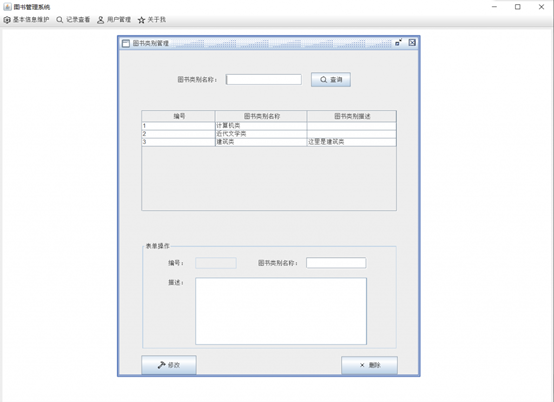 图书管理系统
基本信息维护 记录查看 用户管理 关于我
图书类别管理
图书类别名称： 查询
编号 图书类别名称 图书类别描述
1 计算机类
2 近代文学类
3 建筑类 这里是建筑类
表单操作
编号： 图书类别名称：
描述：
修改 删除